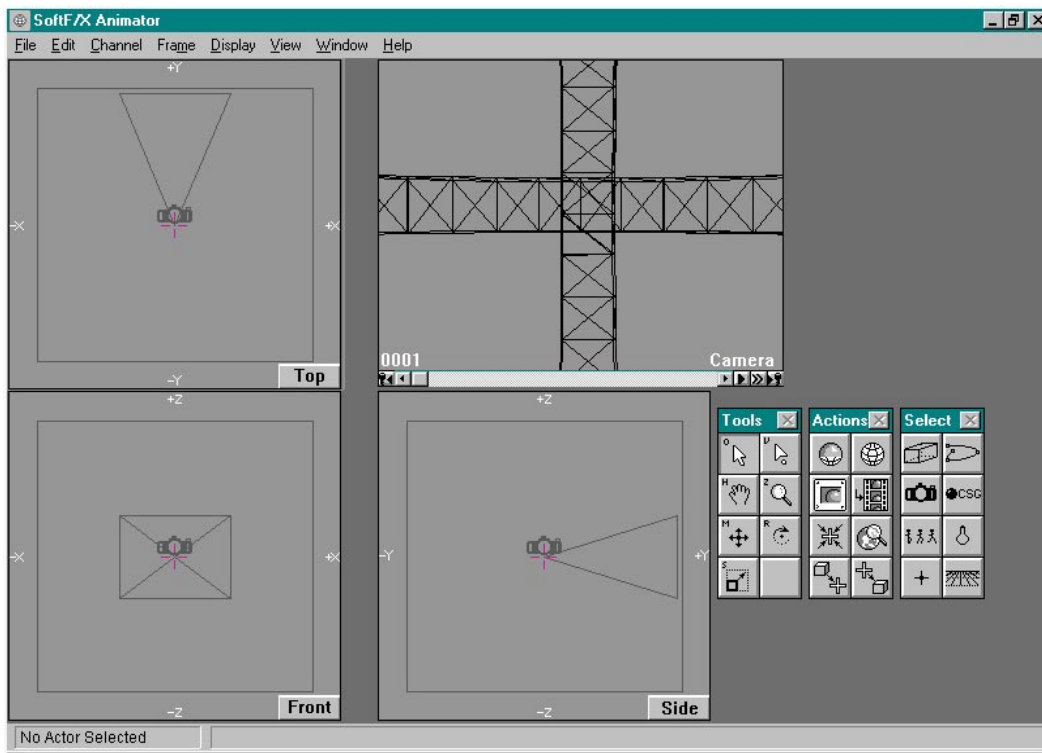 SoftF/X Animator
File Edit Channel Frame Display View Window Help
+Y
-X +X
-Y
Top
0001 Camera
+Z
-X +X
-Z
Front
+Z
-Y +Y
-Z
Side
Tools
O V
H Z
M R
S
Actions
Select
CSG
No Actor Selected